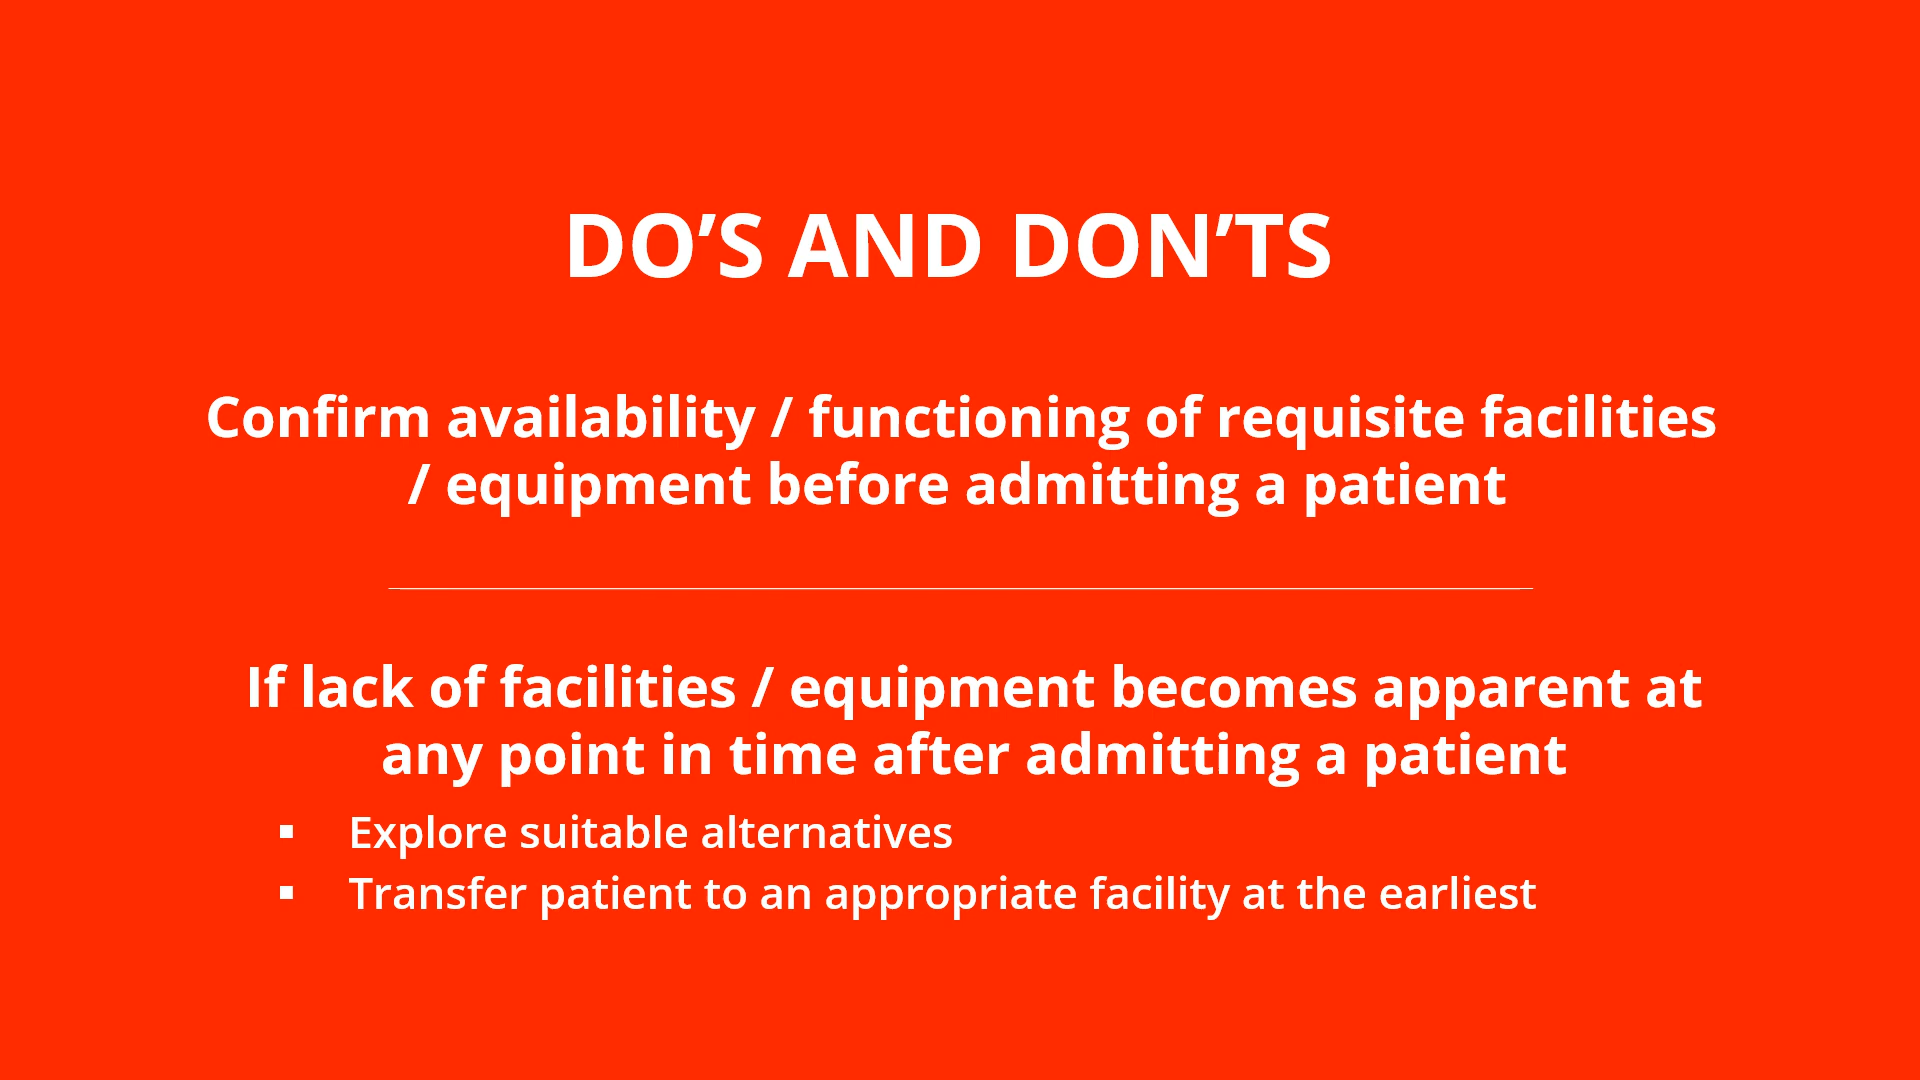 DO’S AND DON’TS
Confirm availability / functioning of requisite facilities
/ equipment before admitting a patient
If lack of facilities / equipment becomes apparent at
any point in time after admitting a patient
▪ Explore suitable alternatives
▪ Transfer patient to an appropriate facility at the earliest